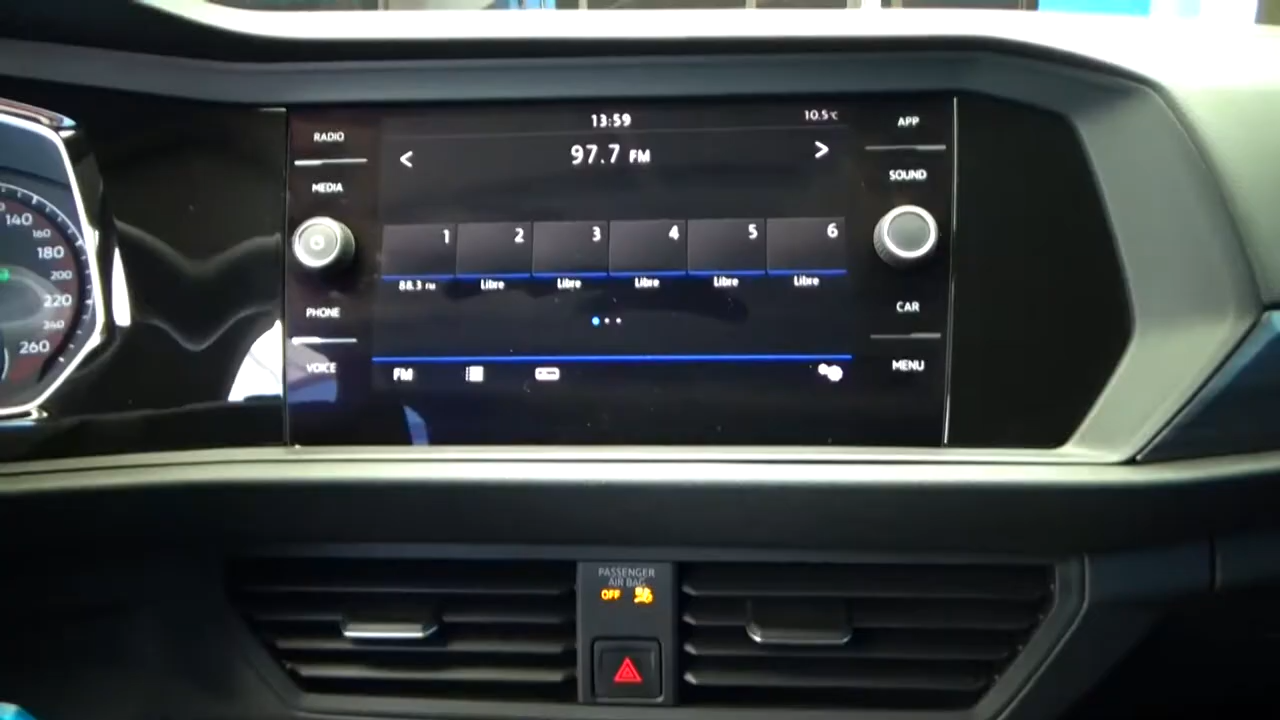 13:59
10.5°C
97.7 FM
<
>
1 2 3 4 5 6
88.3 FM Libre Libre Libre Libre Libre
FM
RADIO
MEDIA
PHONE
VOICE
APP
SOUND
CAR
MENU
140
160
180
200
220
240
260
PASSENGER
AIR BAG
OFF